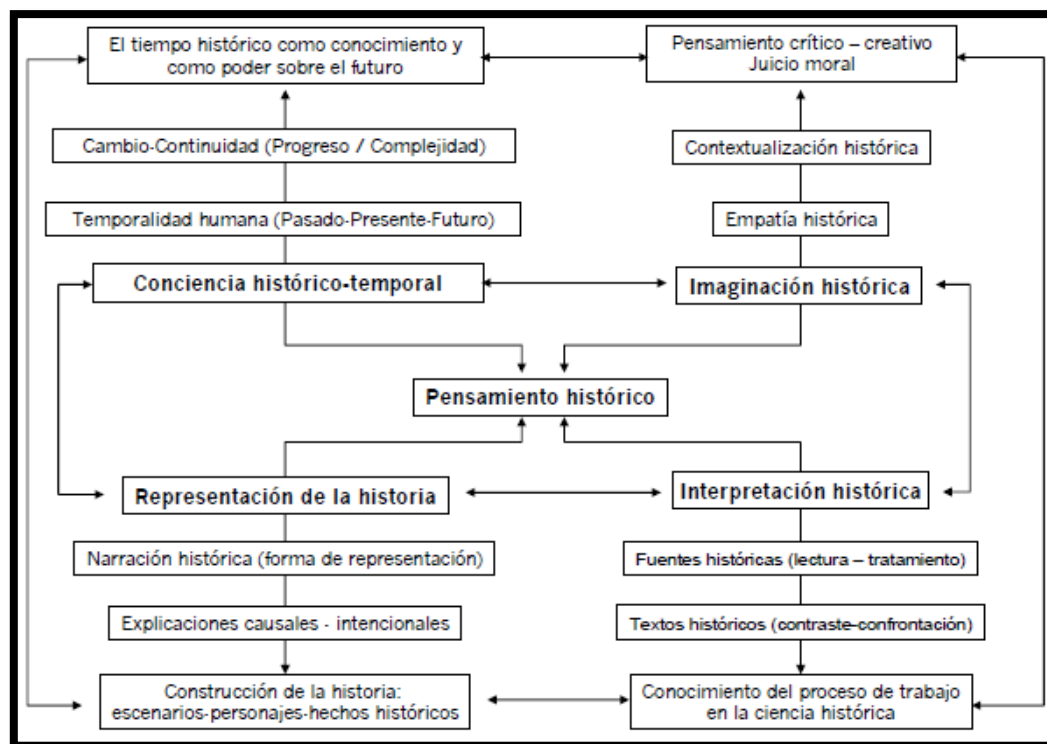 El tiempo histórico como conocimiento y
como poder sobre el futuro
Pensamiento crítico – creativo
Juicio moral
Cambio-Continuidad (Progreso / Complejidad)
Contextualización histórica
Temporalidad humana (Pasado-Presente-Futuro)
Empatía histórica
Conciencia histórico-temporal
Imaginación histórica
Pensamiento histórico
Representación de la historia
Interpretación histórica
Narración histórica (forma de representación)
Fuentes históricas (lectura – tratamiento)
Explicaciones causales - intencionales
Textos históricos (contraste-confrontación)
Construcción de la historia:
escenarios-personajes-hechos históricos
Conocimiento del proceso de trabajo
en la ciencia histórica